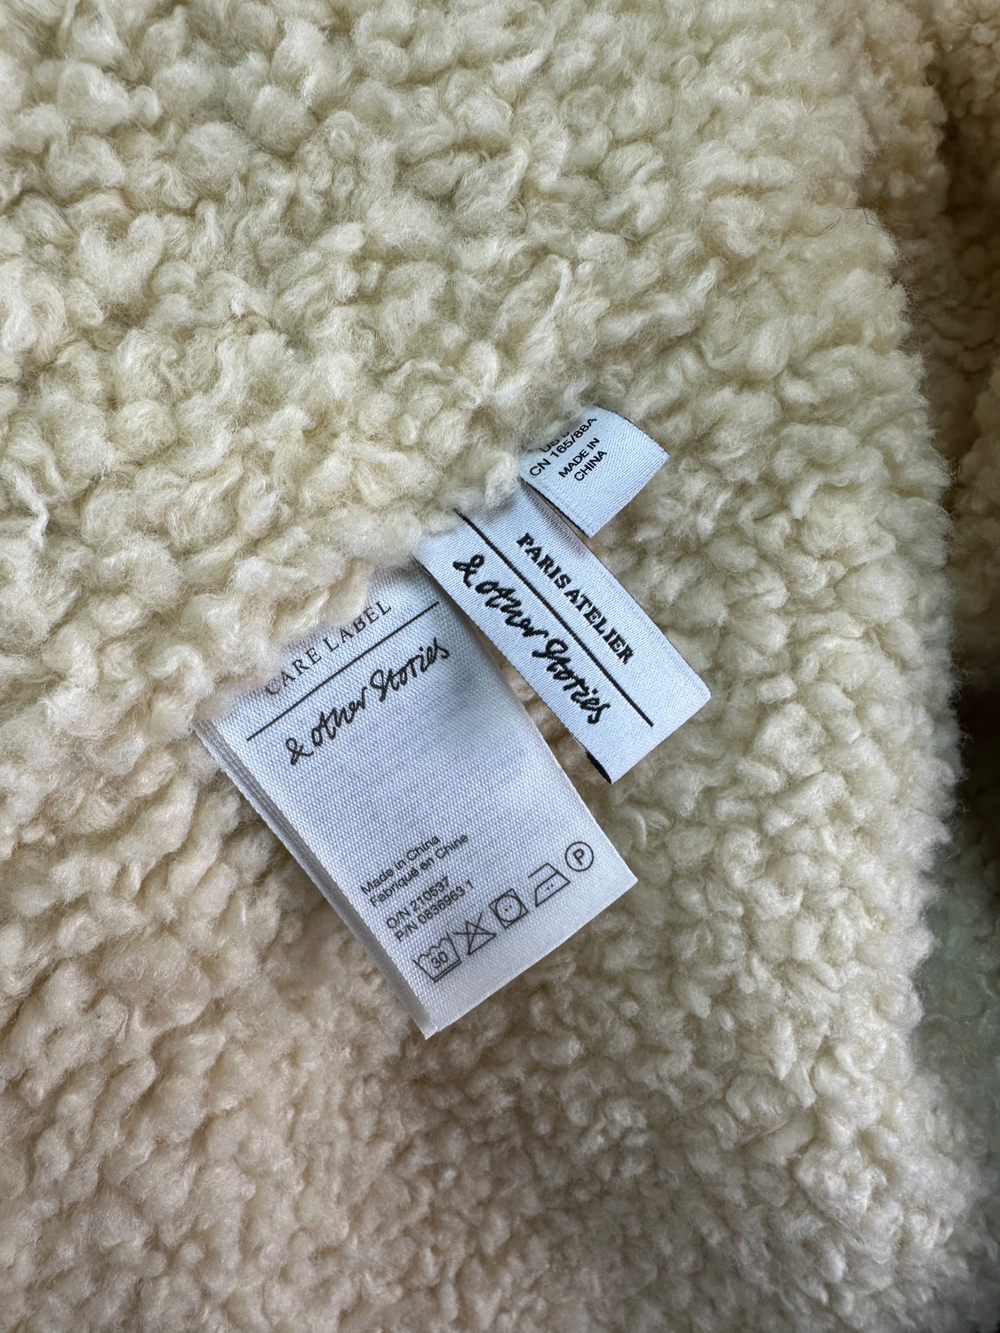 CN 165/88A
MADE IN
CHINA
PARIS ATELIER
& other Stories
CARE LABEL
& other Stories
Made in China
Fabriqué en Chine
O/N 210537
P/N 0856963 1
30
P